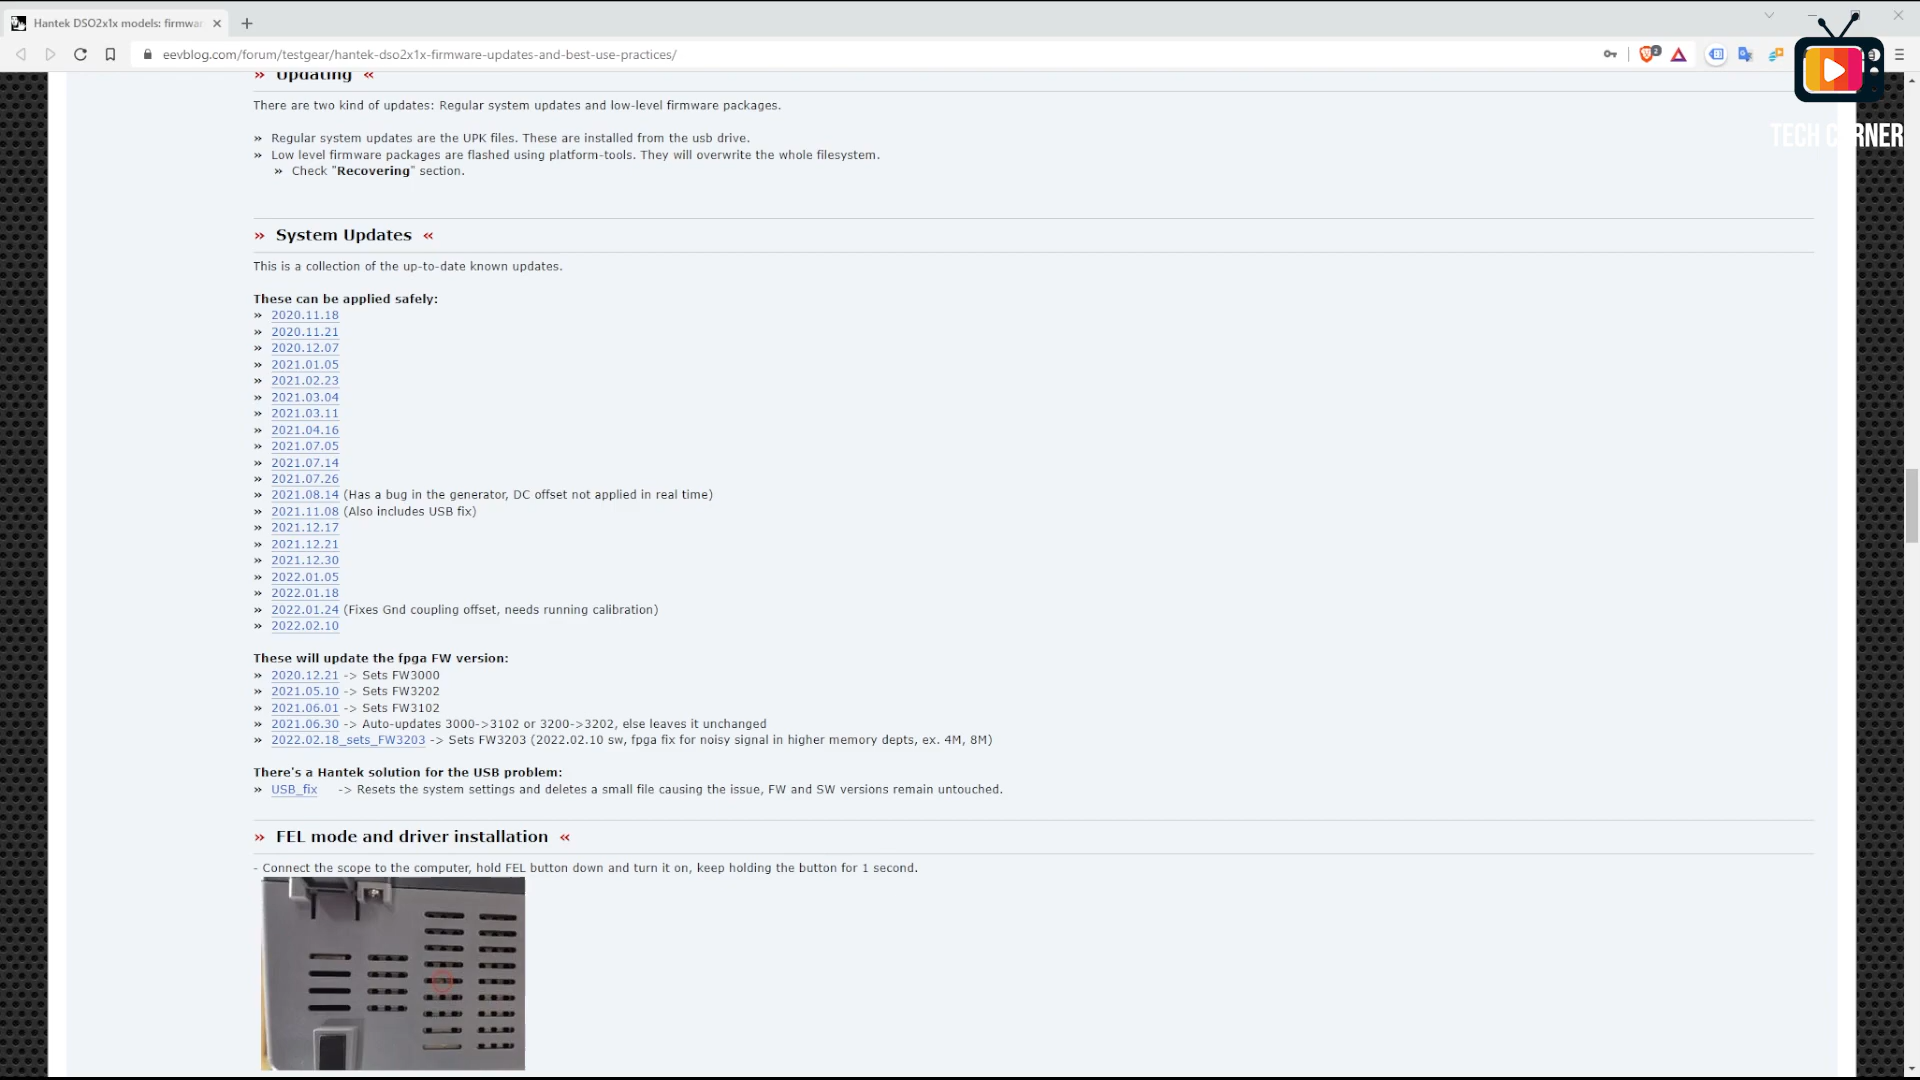 Hantek DSO2x1x models: firmwa
eevblog.com/forum/testgear/hantek-dso2x1x-firmware-updates-and-best-use-practices/
2
TECH CORNER
» Updating «
There are two kind of updates: Regular system updates and low-level firmware packages.
» Regular system updates are the UPK files. These are installed from the usb drive.
» Low level firmware packages are flashed using platform-tools. They will overwrite the whole filesystem.
» Check "Recovering" section.
» System Updates «
This is a collection of the up-to-date known updates.
These can be applied safely:
» 2020.11.18
» 2020.11.21
» 2020.12.07
» 2021.01.05
» 2021.02.23
» 2021.03.04
» 2021.03.11
» 2021.04.16
» 2021.07.05
» 2021.07.14
» 2021.07.26
» 2021.08.14 (Has a bug in the generator, DC offset not applied in real time)
» 2021.11.08 (Also includes USB fix)
» 2021.12.17
» 2021.12.21
» 2021.12.30
» 2022.01.05
» 2022.01.18
» 2022.01.24 (Fixes Gnd coupling offset, needs running calibration)
» 2022.02.10
These will update the fpga FW version:
» 2020.12.21 -> Sets FW3000
» 2021.05.10 -> Sets FW3202
» 2021.06.01 -> Sets FW3102
» 2021.06.30 -> Auto-updates 3000->3102 or 3200->3202, else leaves it unchanged
» 2022.02.18_sets_FW3203 -> Sets FW3203 (2022.02.10 sw, fpga fix for noisy signal in higher memory depts, ex. 4M, 8M)
There's a Hantek solution for the USB problem:
» USB_fix -> Resets the system settings and deletes a small file causing the issue, FW and SW versions remain untouched.
» FEL mode and driver installation «
- Connect the scope to the computer, hold FEL button down and turn it on, keep holding the button for 1 second.